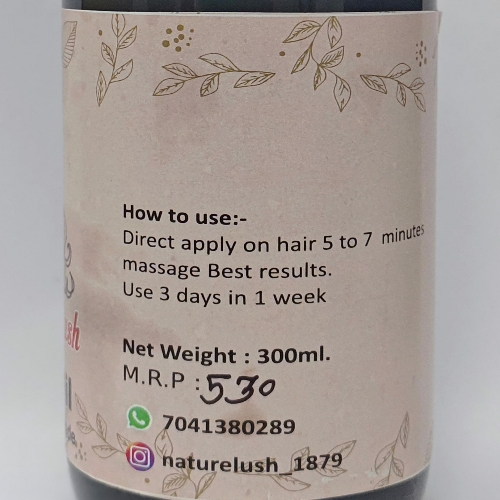 How to use:-
Direct apply on hair 5 to 7 minutes
massage Best results.
Use 3 days in 1 week
Net Weight : 300ml.
M.R.P : 530
7041380289
naturelush_1879